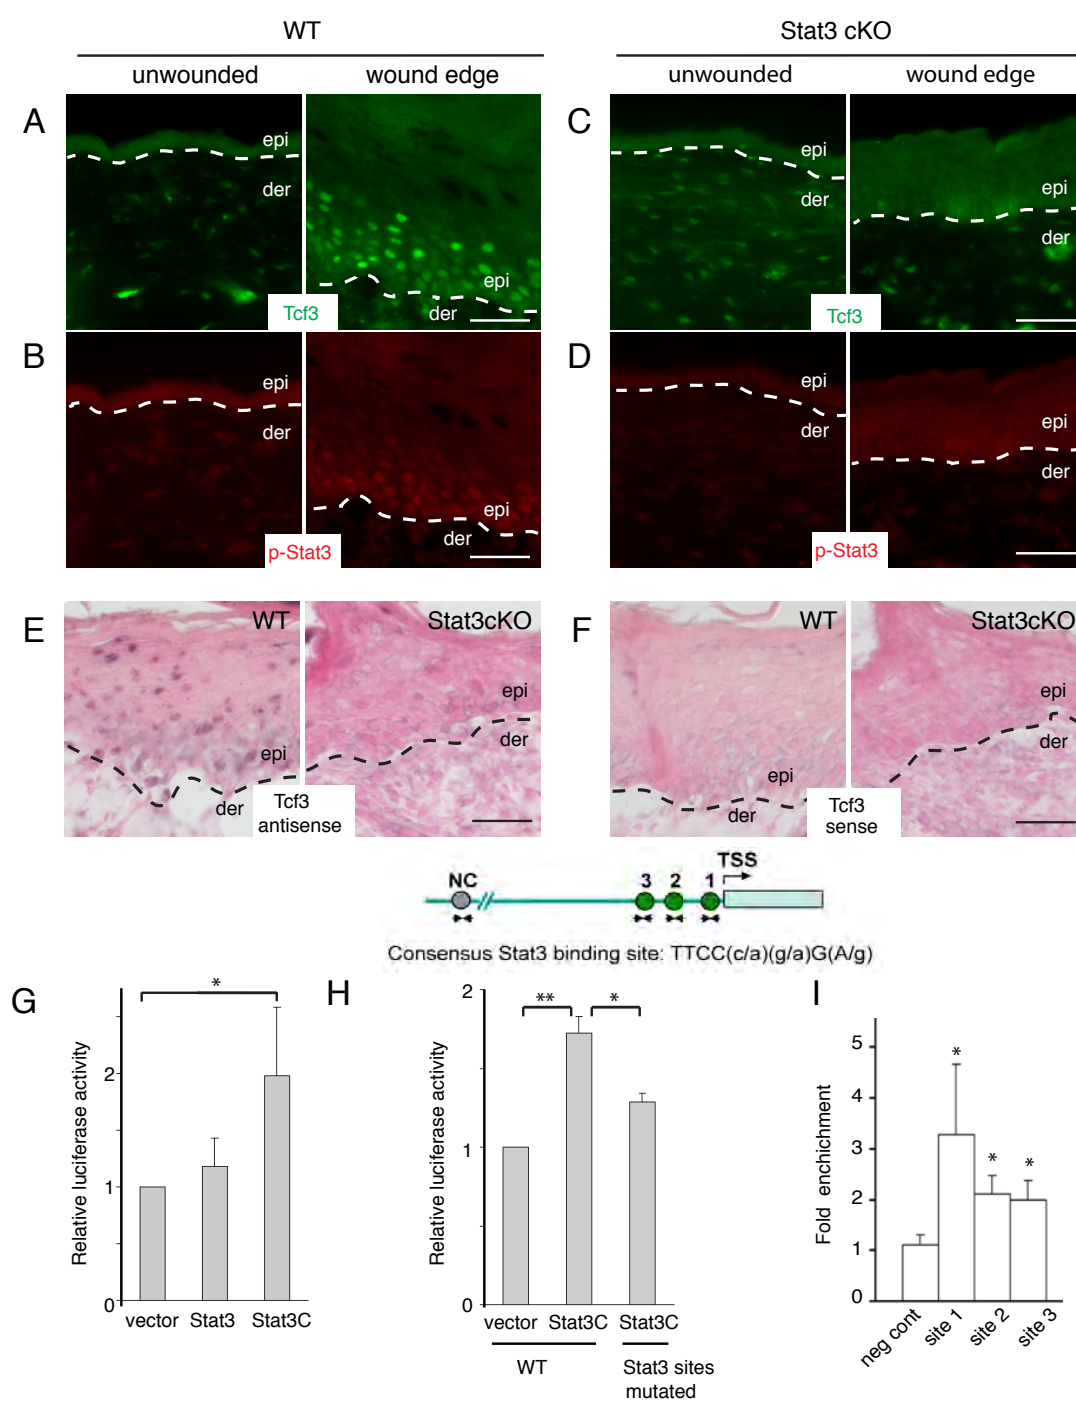 WT
Stat3 cKO
unwounded
wound edge
unwounded
wound edge
A
epi
der
epi
der
Tcf3
C
epi
der
epi
der
Tcf3
B
epi
der
epi
der
p-Stat3
D
epi
der
epi
der
p-Stat3
E
WT
epi
der
Stat3cKO
epi
der
Tcf3
antisense
F
WT
epi
der
Stat3cKO
epi
der
Tcf3
sense
NC
3
2
1
TSS
Consensus Stat3 binding site: TTCC(c/a)(g/a)G(A/g)
G
Relative luciferase activity
2
1
0
*
vector
Stat3
Stat3C
H
Relative luciferase activity
2
1
0
**
*
vector
Stat3C
Stat3C
WT
Stat3 sites
mutated
I
Fold enchichment
5
4
3
2
1
0
*
*
*
neg cont
site 1
site 2
site 3